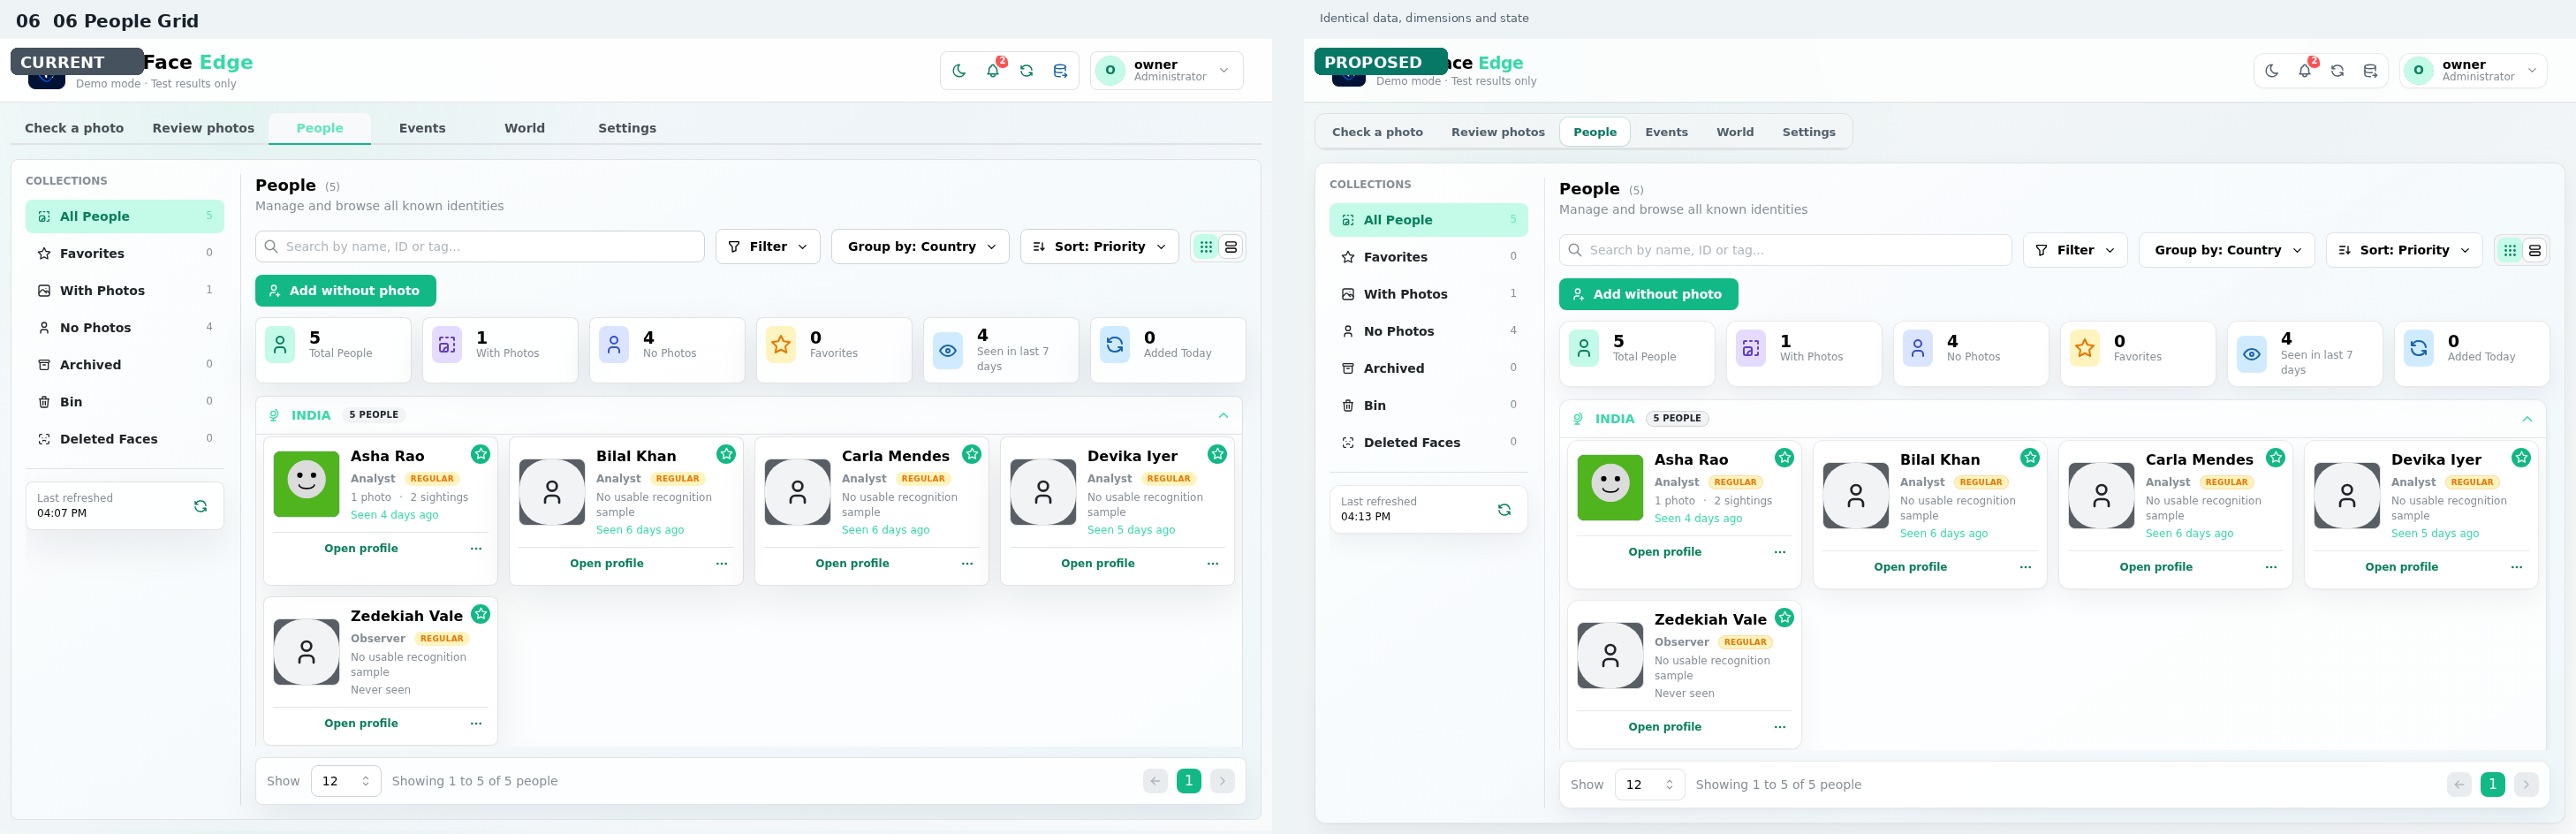 06 06 People Grid
Identical data, dimensions and state
CURRENT
Face Edge
Demo mode · Test results only
2
O
owner
Administrator
Check a photo
Review photos
People
Events
World
Settings
COLLECTIONS
All People 5
Favorites 0
With Photos 1
No Photos 4
Archived 0
Bin 0
Deleted Faces 0
Last refreshed
04:07 PM
People (5)
Manage and browse all known identities
Search by name, ID or tag...
Filter
Group by: Country
Sort: Priority
Add without photo
5
Total People
1
With Photos
4
No Photos
0
Favorites
4
Seen in last 7
days
0
Added Today
INDIA 5 PEOPLE
Asha Rao
Analyst REGULAR
1 photo · 2 sightings
Seen 4 days ago
Open profile
Bilal Khan
Analyst REGULAR
No usable recognition
sample
Seen 6 days ago
Open profile
Carla Mendes
Analyst REGULAR
No usable recognition
sample
Seen 6 days ago
Open profile
Devika Iyer
Analyst REGULAR
No usable recognition
sample
Seen 5 days ago
Open profile
Zedekiah Vale
Observer REGULAR
No usable recognition
sample
Never seen
Open profile
Show 12 Showing 1 to 5 of 5 people
1
PROPOSED
ace Edge
Demo mode · Test results only
2
O
owner
Administrator
Check a photo
Review photos
People
Events
World
Settings
COLLECTIONS
All People 5
Favorites 0
With Photos 1
No Photos 4
Archived 0
Bin 0
Deleted Faces 0
Last refreshed
04:13 PM
People (5)
Manage and browse all known identities
Search by name, ID or tag...
Filter
Group by: Country
Sort: Priority
Add without photo
5
Total People
1
With Photos
4
No Photos
0
Favorites
4
Seen in last 7
days
0
Added Today
INDIA 5 PEOPLE
Asha Rao
Analyst REGULAR
1 photo · 2 sightings
Seen 4 days ago
Open profile
Bilal Khan
Analyst REGULAR
No usable recognition
sample
Seen 6 days ago
Open profile
Carla Mendes
Analyst REGULAR
No usable recognition
sample
Seen 6 days ago
Open profile
Devika Iyer
Analyst REGULAR
No usable recognition
sample
Seen 5 days ago
Open profile
Zedekiah Vale
Observer REGULAR
No usable recognition
sample
Never seen
Open profile
Show 12 Showing 1 to 5 of 5 people
1